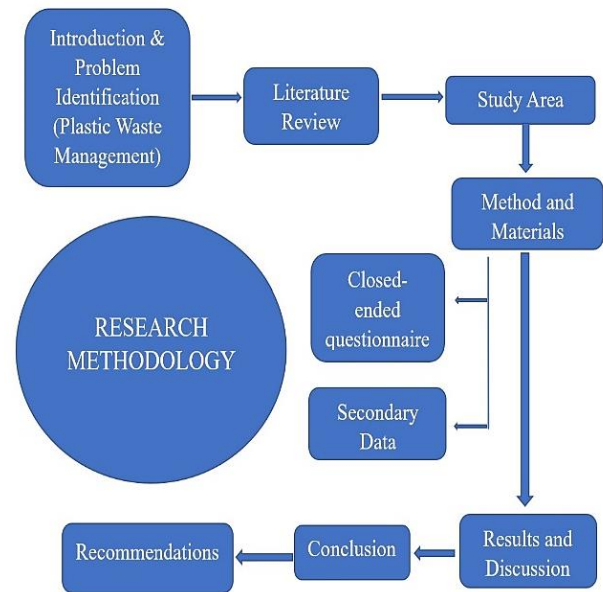 Introduction &
Problem
Identification
(Plastic Waste
Management)
Literature
Review
Study Area
Method and
Materials
Closed-
ended
questionnaire
Secondary
Data
RESEARCH
METHODOLOGY
Results and
Discussion
Conclusion
Recommendations